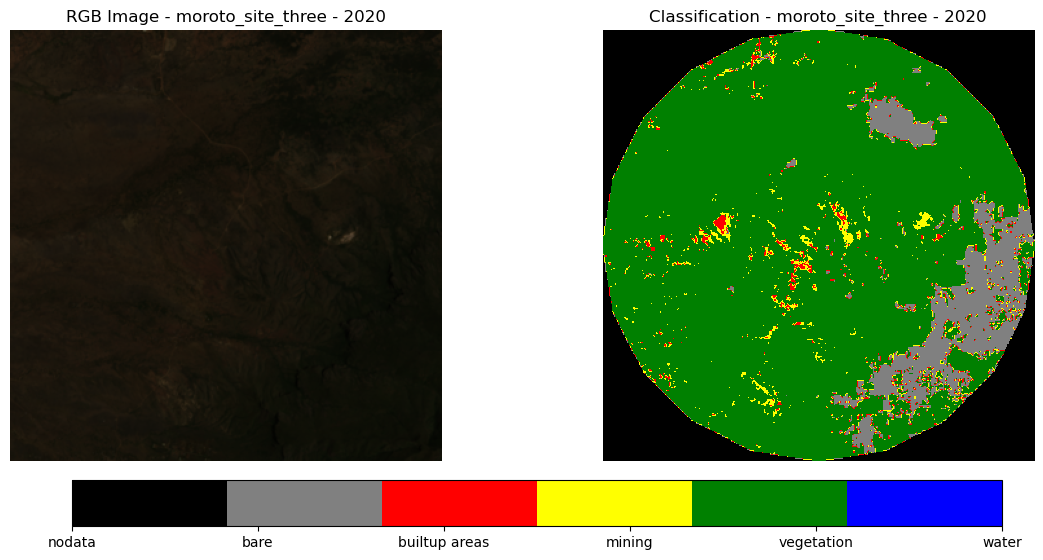 RGB Image - moroto_site_three - 2020
Classification - moroto_site_three - 2020
nodata bare builtup areas mining vegetation water